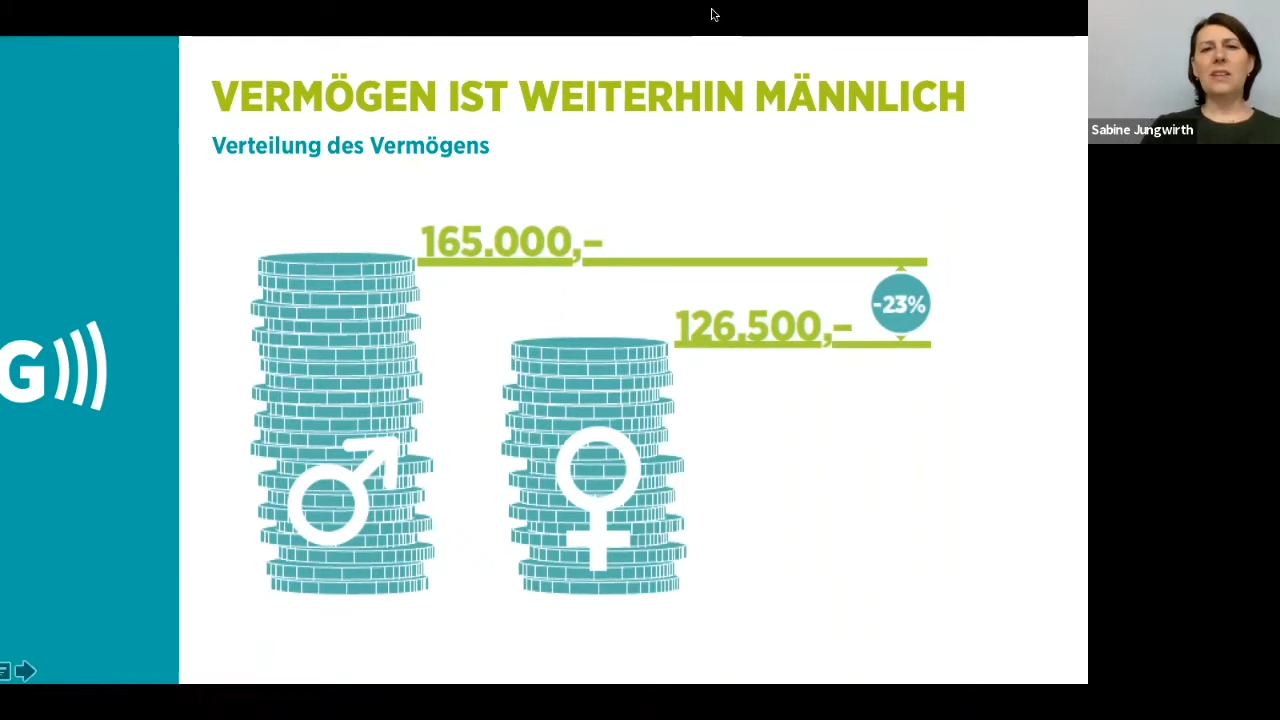 VERMÖGEN IST WEITERHIN MÄNNLICH
Verteilung des Vermögens
165.000,–
-23%
126.500,–
G
Sabine Jungwirth